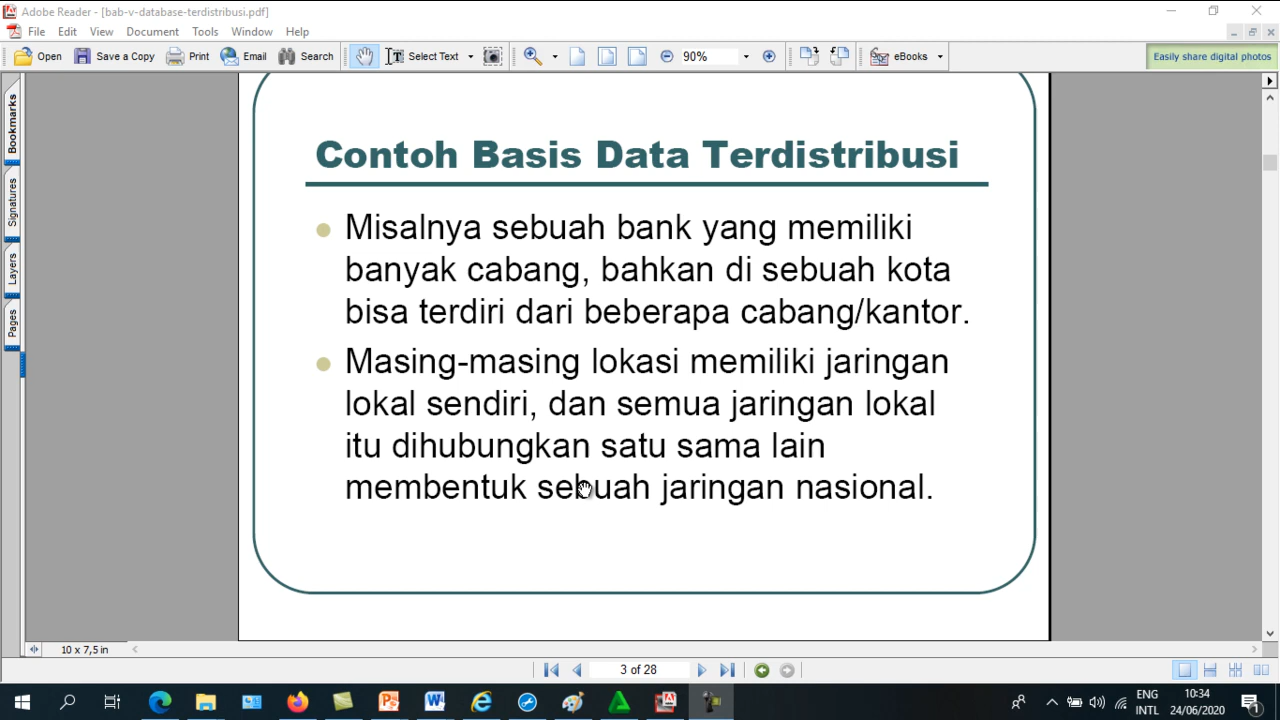 Adobe Reader - [bab-v-database-terdistribusi.pdf]
File Edit View Document Tools Window Help
Open Save a Copy Print Email Search Select Text 90% eBooks Easily share digital photos
Bookmarks
Signatures
Layers
Pages
Contoh Basis Data Terdistribusi
Misalnya sebuah bank yang memiliki
banyak cabang, bahkan di sebuah kota
bisa terdiri dari beberapa cabang/kantor.
Masing-masing lokasi memiliki jaringan
lokal sendiri, dan semua jaringan lokal
itu dihubungkan satu sama lain
membentuk sebuah jaringan nasional.
10 x 7,5 in
3 of 28
ENG 10:34
INTL 24/06/2020